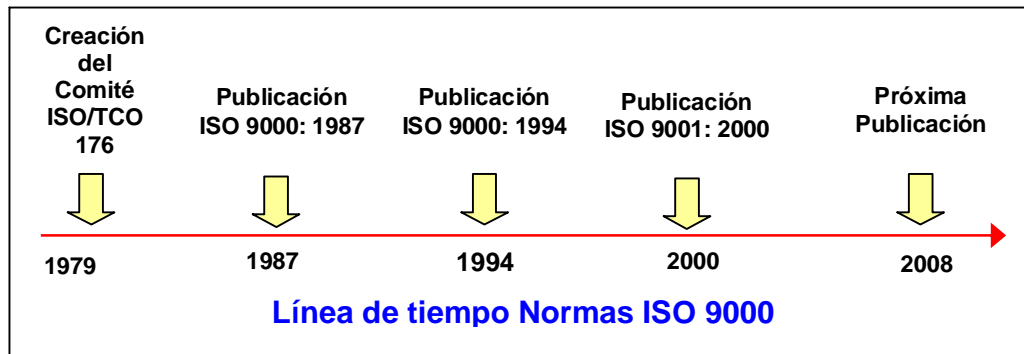 Creación
del
Comité
ISO/TCO
176
Publicación
ISO 9000: 1987
Publicación
ISO 9000: 1994
Publicación
ISO 9001: 2000
Próxima
Publicación
1979
1987
1994
2000
2008
Línea de tiempo Normas ISO 9000